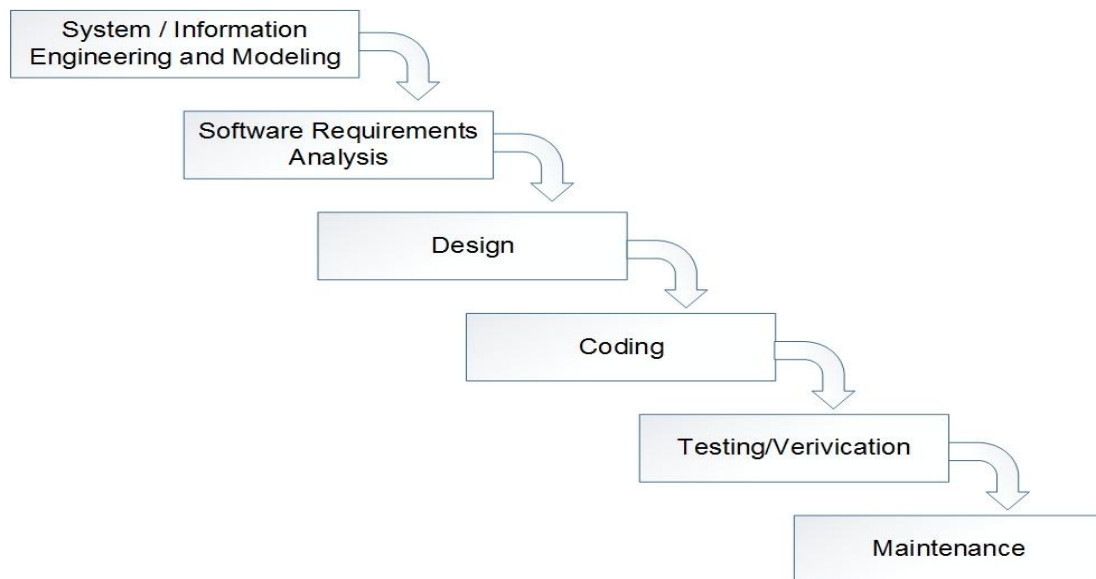 System / Information
Engineering and Modeling
Software Requirements
Analysis
Design
Coding
Testing/Verivication
Maintenance